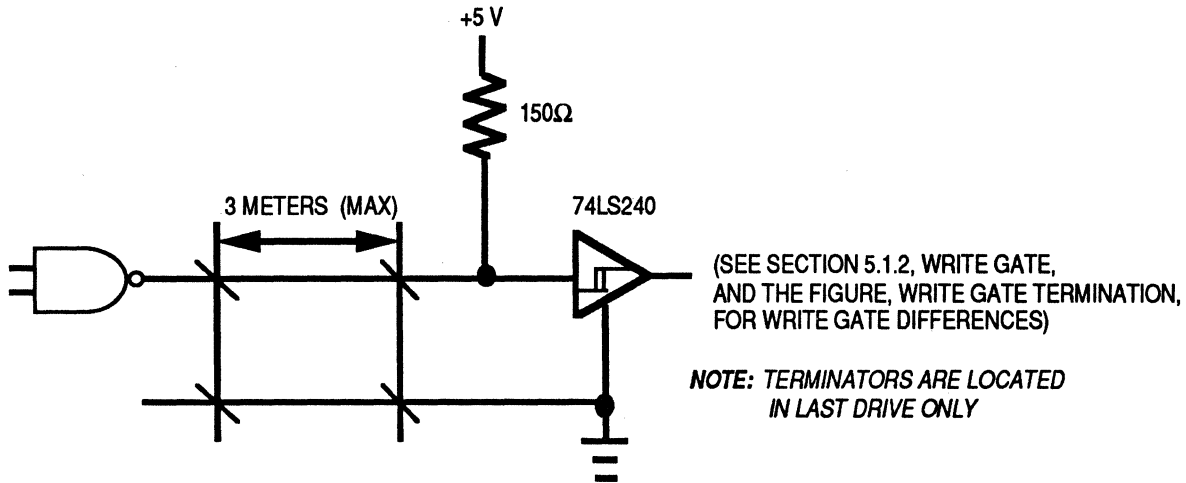 +5 V
150Ω
3 METERS (MAX)
74LS240
(SEE SECTION 5.1.2, WRITE GATE,
AND THE FIGURE, WRITE GATE TERMINATION,
FOR WRITE GATE DIFFERENCES)
NOTE: TERMINATORS ARE LOCATED
IN LAST DRIVE ONLY